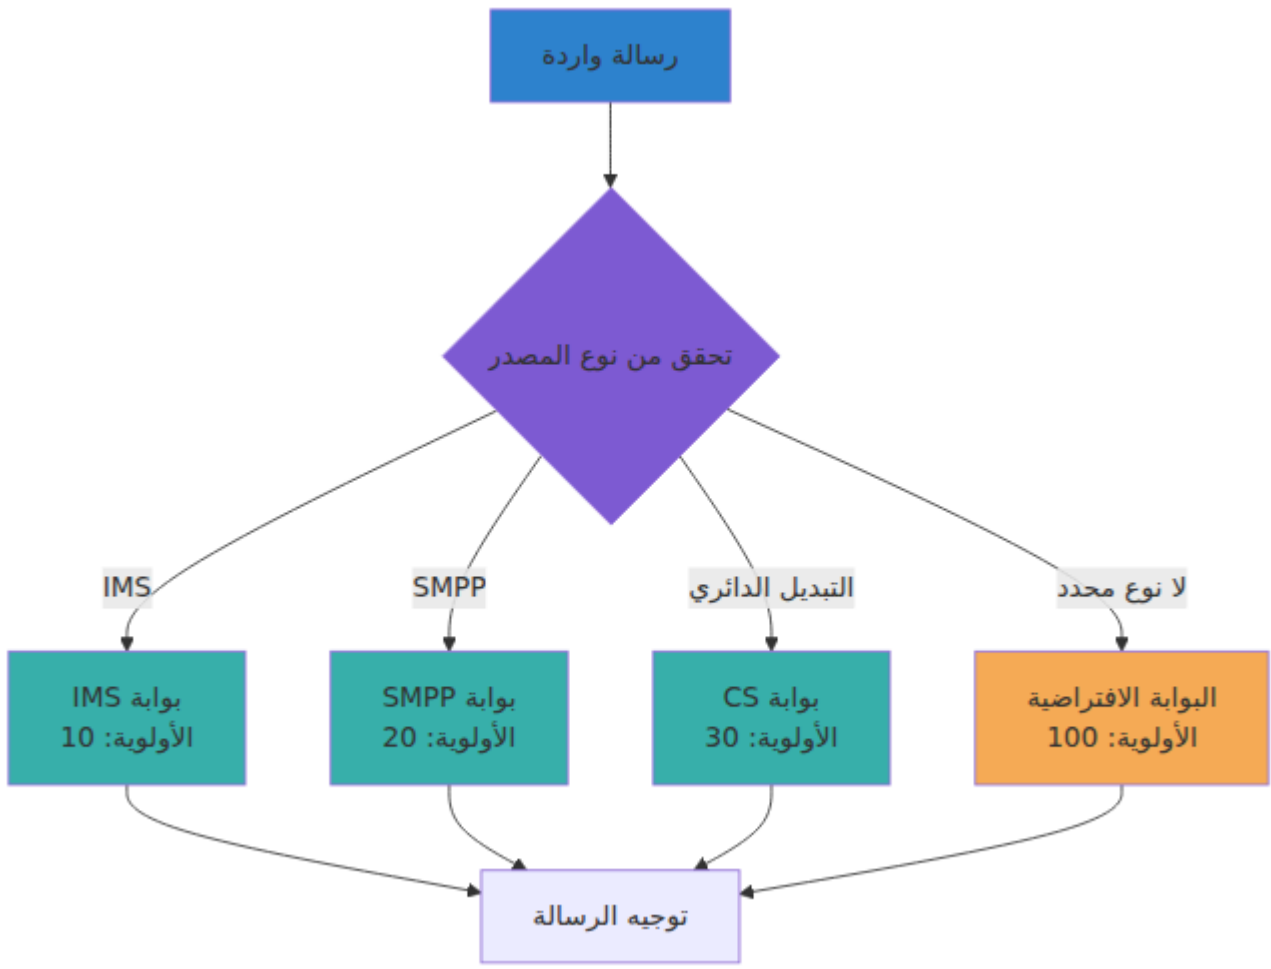 رسالة واردة
تحقق من نوع المصدر
IMS
SMPP
التبديل الدائري
لا نوع محدد
بوابة IMS
الأولوية: 10
بوابة SMPP
الأولوية: 20
بوابة CS
الأولوية: 30
البوابة الافتراضية
الأولوية: 100
توجيه الرسالة